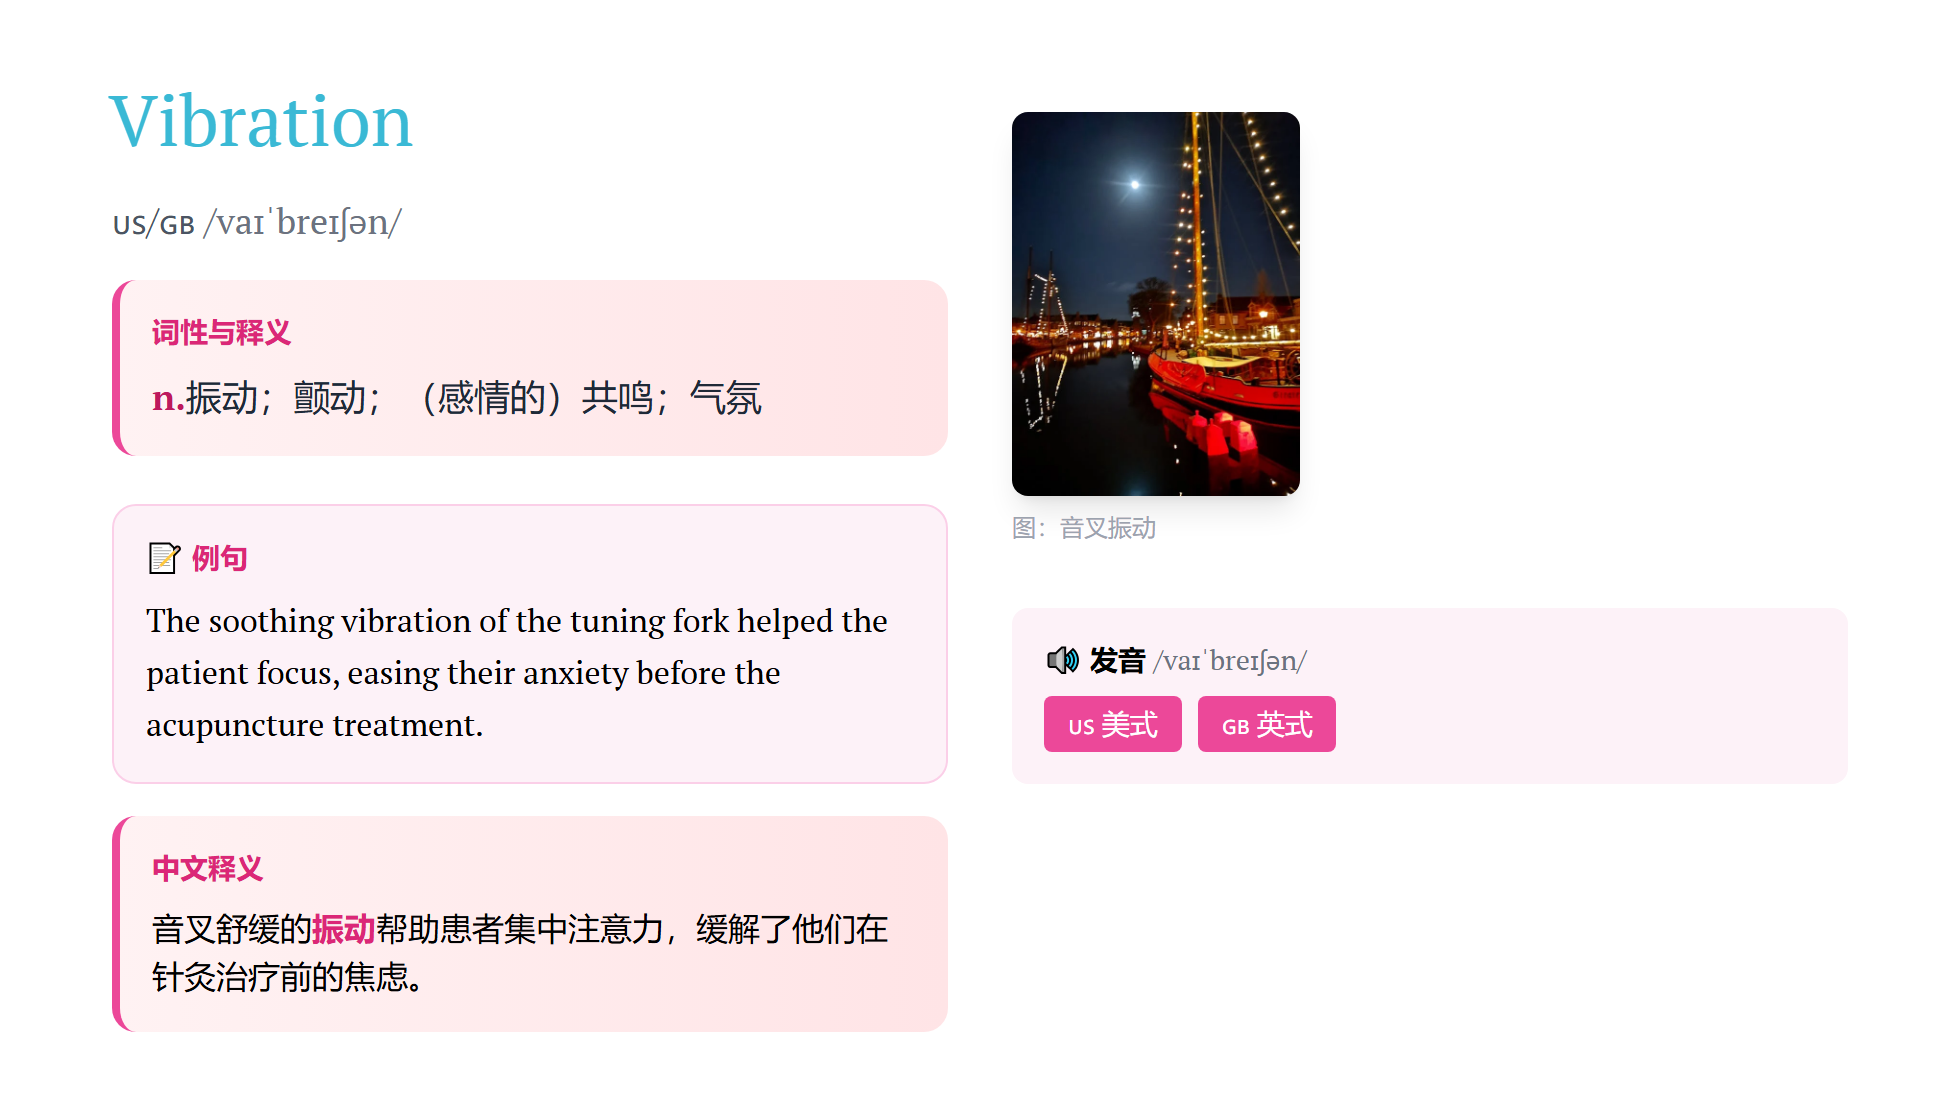 Vibration
US/GB /vaɪˈbreɪʃən/
词性与释义
n.振动；颤动；（感情的）共鸣；气氛
📝 例句
The soothing vibration of the tuning fork helped the
patient focus, easing their anxiety before the
acupuncture treatment.
中文释义
音叉舒缓的振动帮助患者集中注意力，缓解了他们在
针灸治疗前的焦虑。
图：音叉振动
🔊 发音 /vaɪˈbreɪʃən/
US 美式
GB 英式